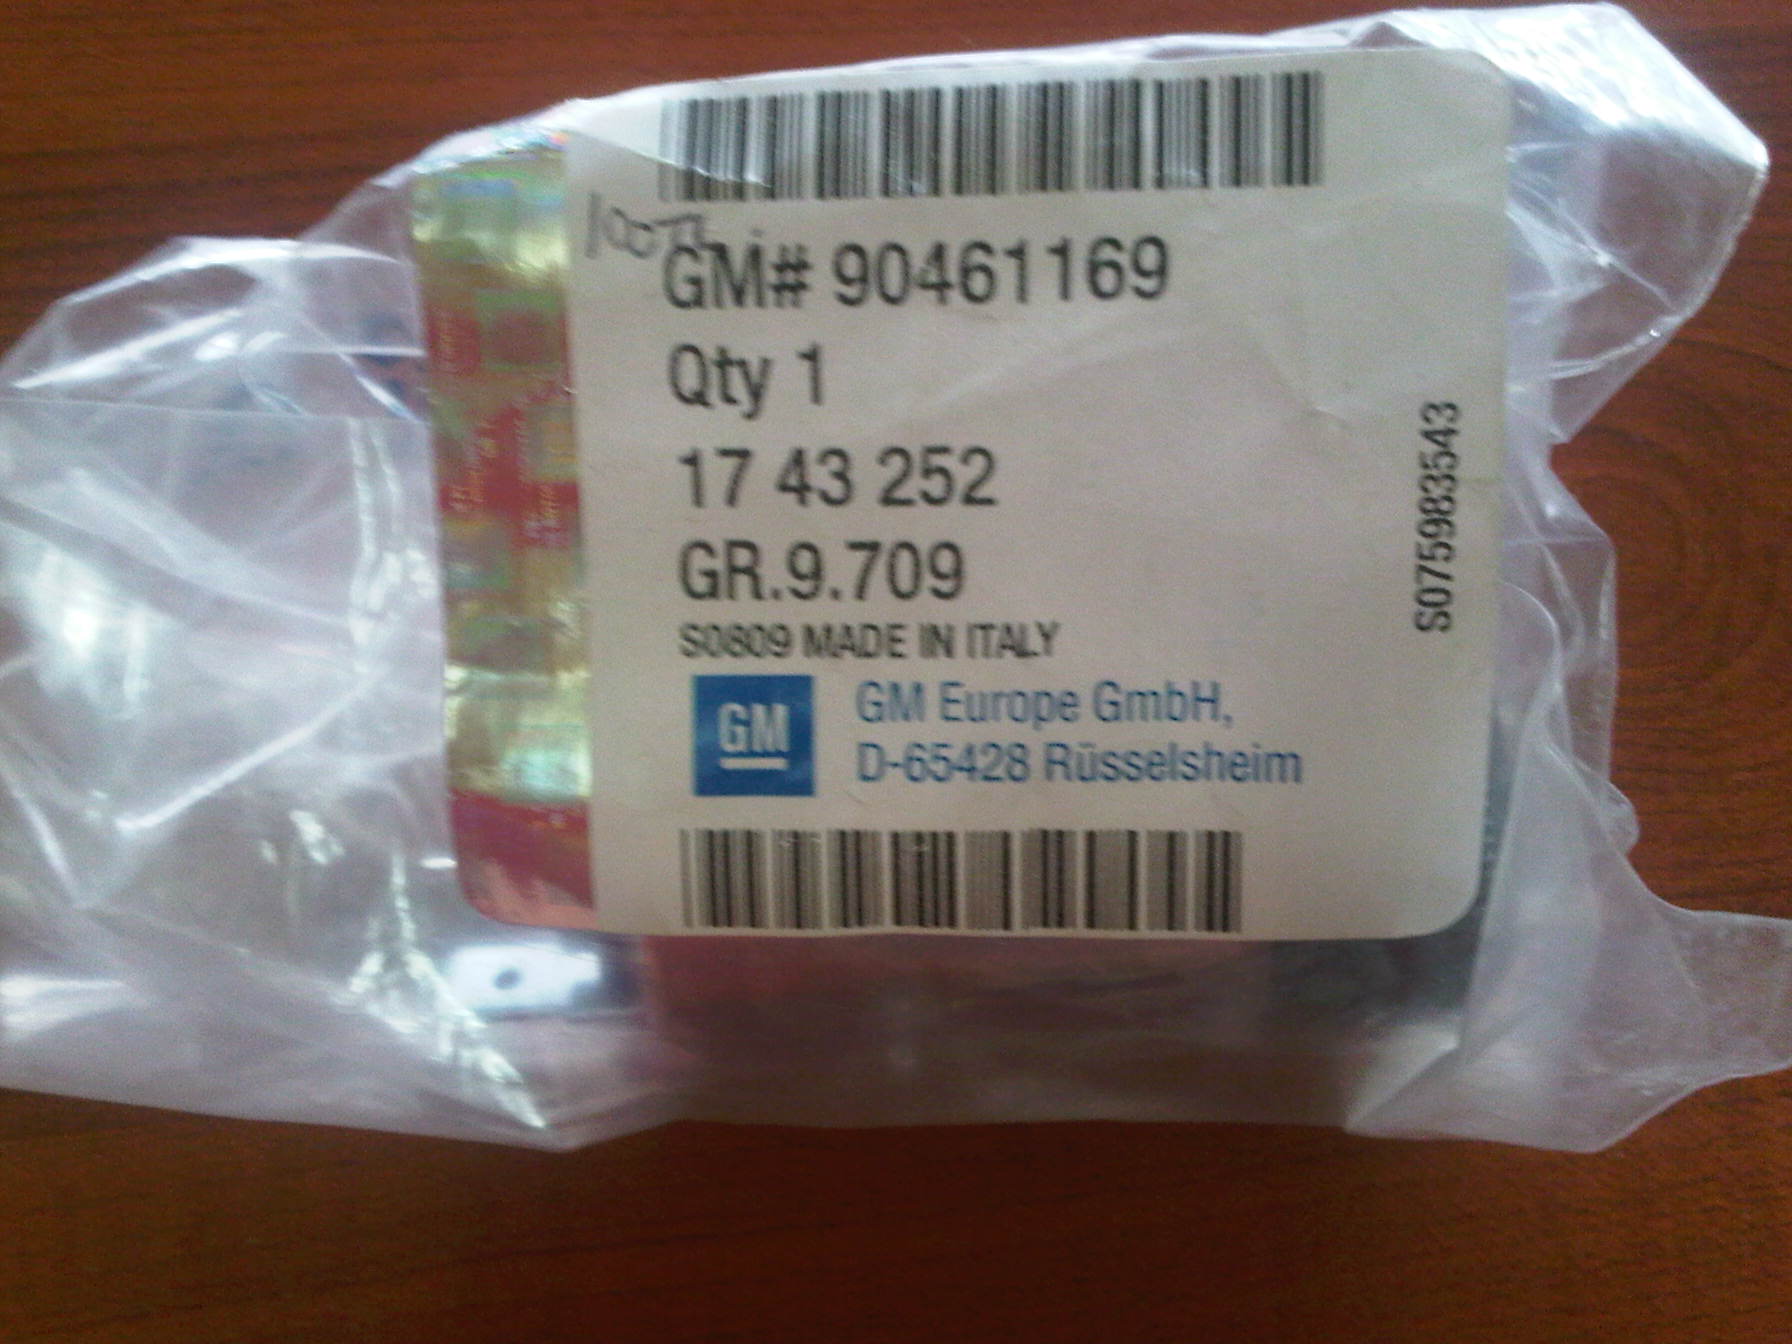 GM# 90461169
Qty 1
17 43 252
GR.9.709
S0809 MADE IN ITALY
GM
GM Europe GmbH,
D-65428 Rüsselsheim
S075983543